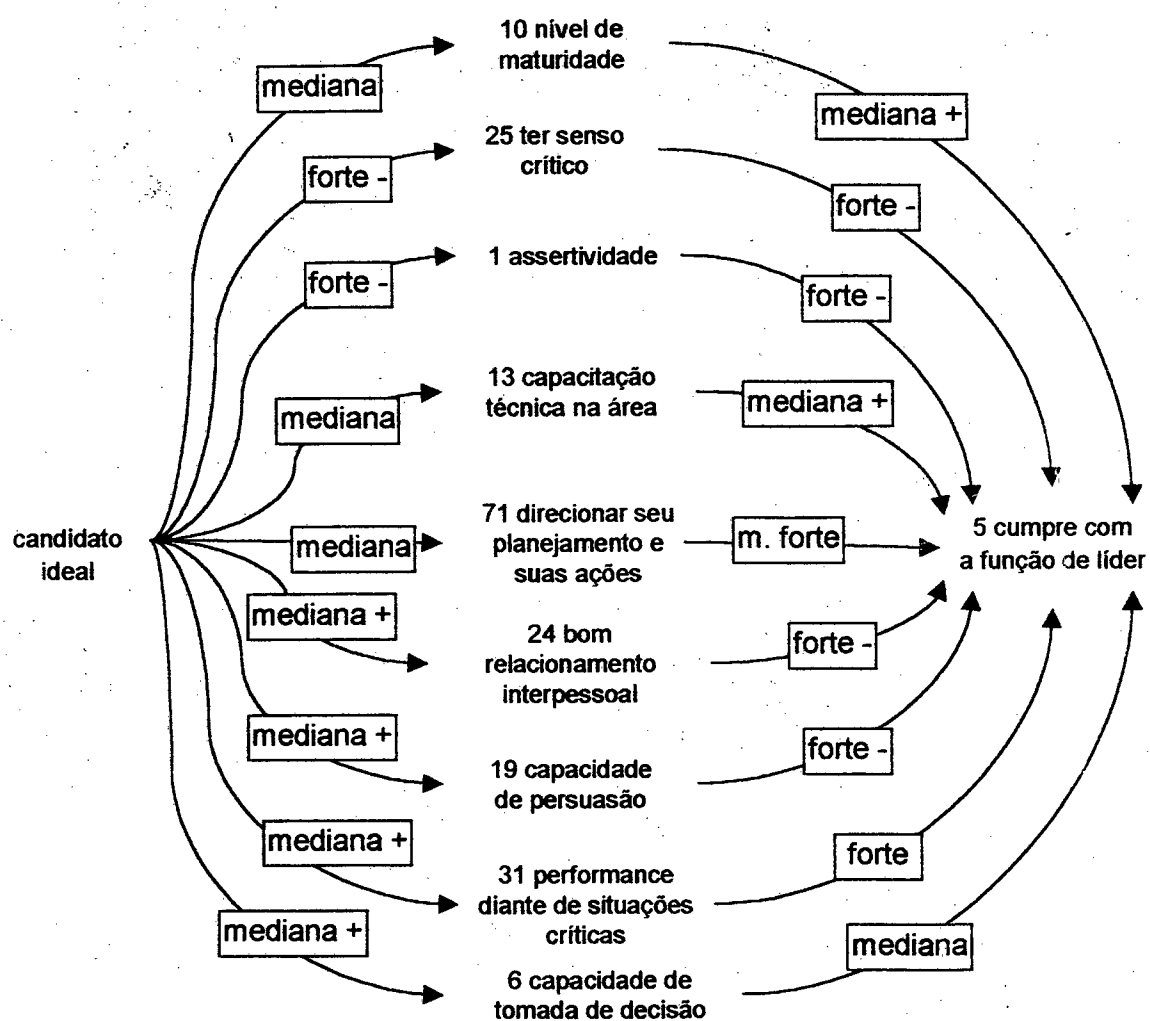 10 nível de
maturidade
mediana
mediana +
25 ter senso
crítico
forte -
forte -
1 assertividade
forte -
forte -
13 capacitação
técnica na área
mediana
mediana +
candidato
ideal
71 direcionar seu
planejamento e
suas ações
mediana
m. forte
5 cumpre com
a função de líder
mediana +
24 bom
relacionamento
interpessoal
forte -
mediana +
19 capacidade
de persuasão
forte -
mediana +
31 performance
diante de situações
críticas
forte
mediana +
6 capacidade de
tomada de decisão
mediana